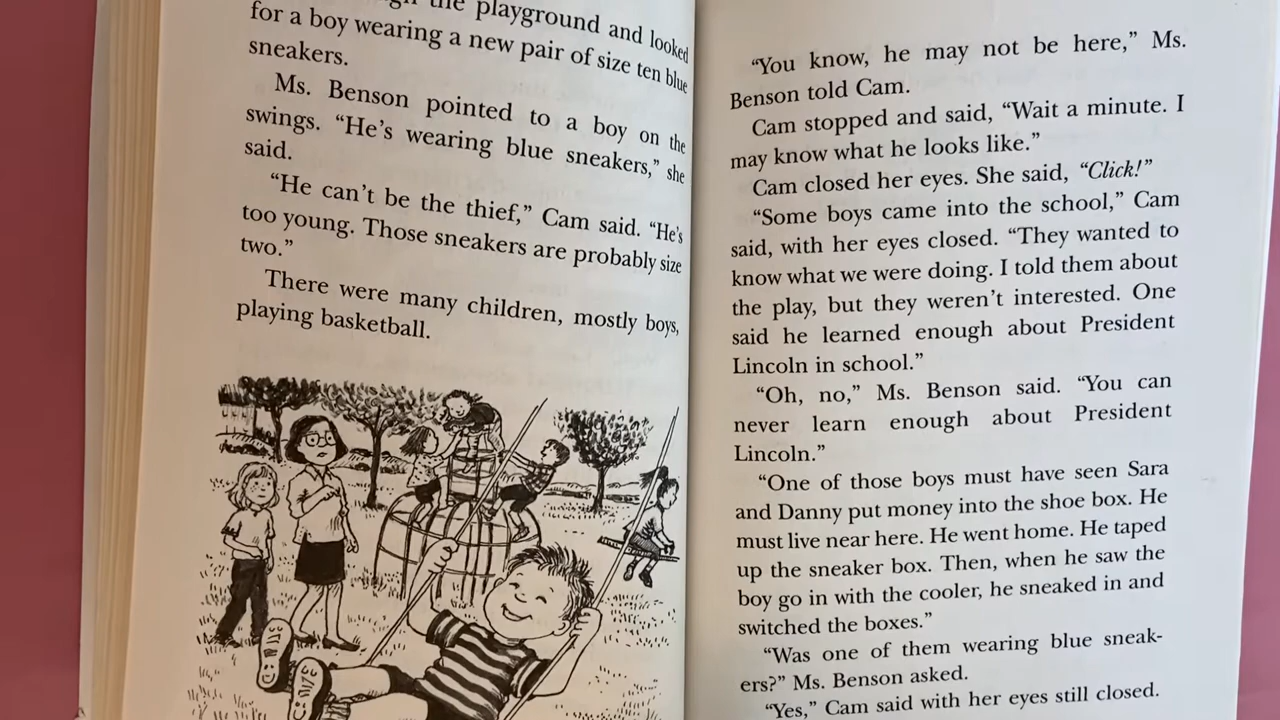 the playground and looked
for a boy wearing a new pair of size ten blue
sneakers.
Ms. Benson pointed to a boy on the
swings. “He’s wearing blue sneakers,” she
said.
“He can’t be the thief,” Cam said. “He’s
too young. Those sneakers are probably size
two.”
There were many children, mostly boys,
playing basketball.
“You know, he may not be here,” Ms.
Benson told Cam.
Cam stopped and said, “Wait a minute. I
may know what he looks like.”
Cam closed her eyes. She said, “Click!”
“Some boys came into the school,” Cam
said, with her eyes closed. “They wanted to
know what we were doing. I told them about
the play, but they weren’t interested. One
said he learned enough about President
Lincoln in school.”
“Oh, no,” Ms. Benson said. “You can
never learn enough about President
Lincoln.”
“One of those boys must have seen Sara
and Danny put money into the shoe box. He
must live near here. He went home. He taped
up the sneaker box. Then, when he saw the
boy go in with the cooler, he sneaked in and
switched the boxes.”
“Was one of them wearing blue sneak-
ers?” Ms. Benson asked.
“Yes,” Cam said with her eyes still closed.